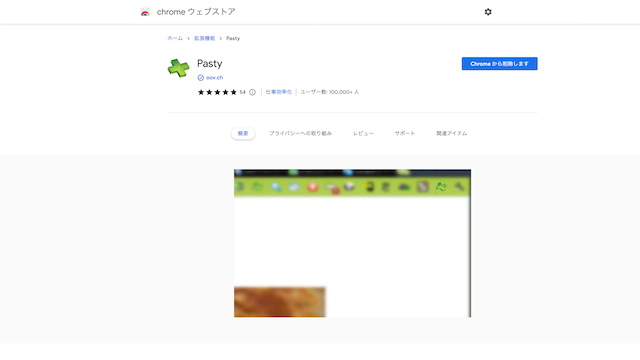 chrome ウェブストア
ホーム > 拡張機能 > Pasty
Pasty
Chrome から削除します
oov.ch
★★★★★ 54 | 仕事効率化 | ユーザー数: 100,000+ 人
概要 プライバシーへの取り組み レビュー サポート 関連アイテム